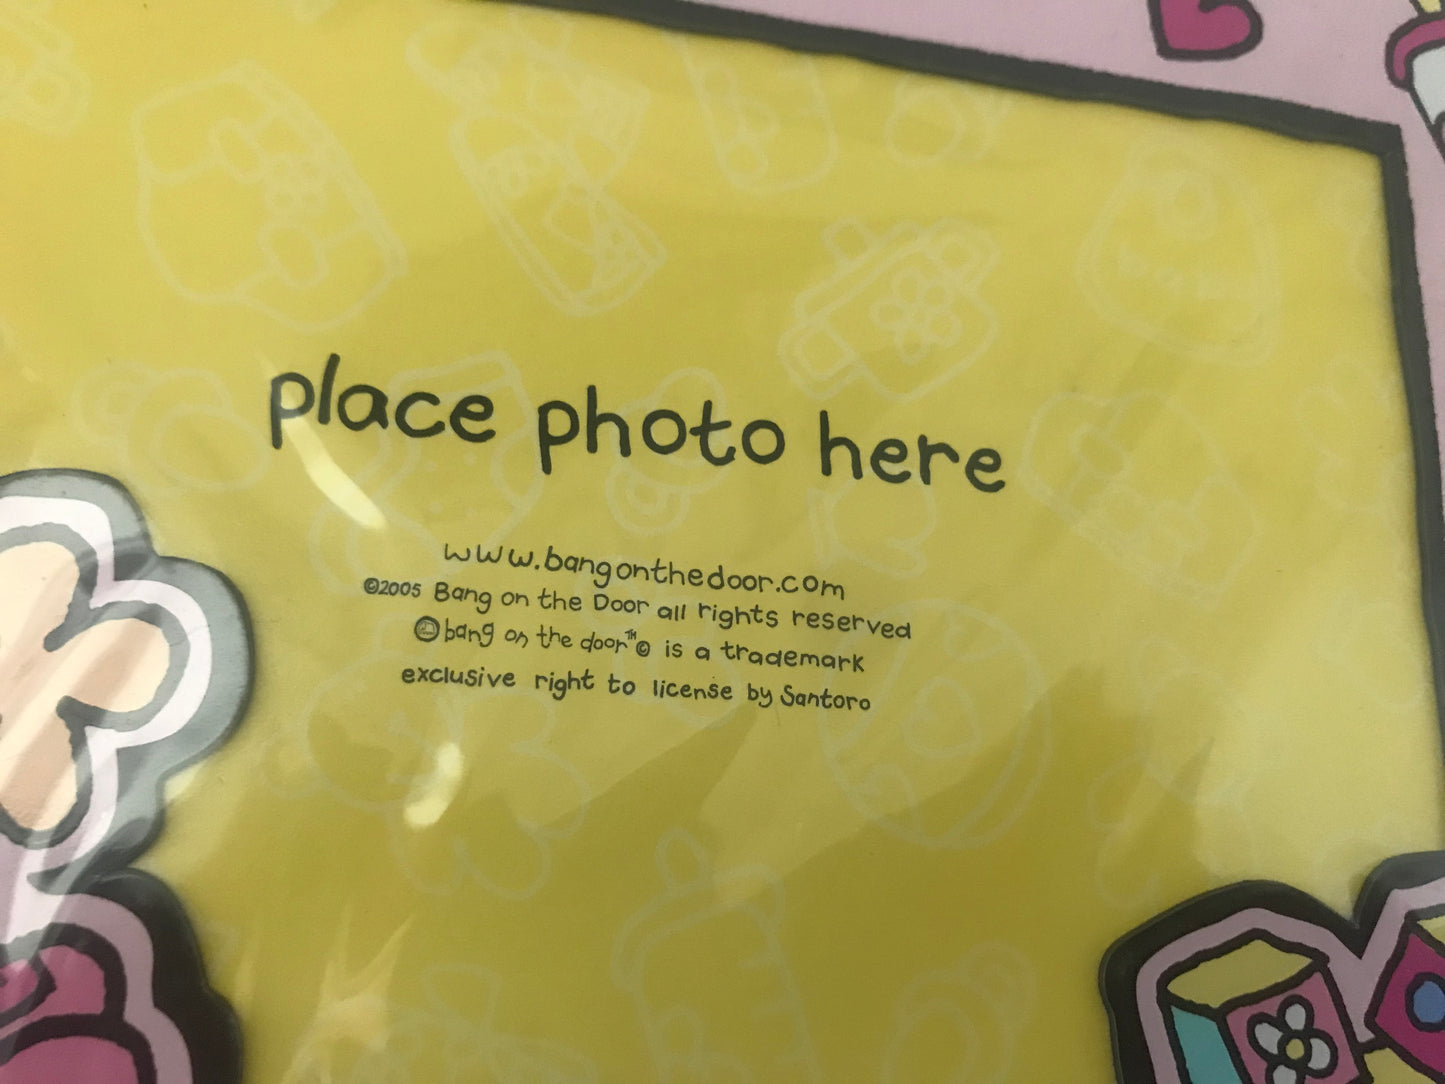 place photo here
www.bangonthedoor.com
©2005 Bang on the Door all rights reserved
bang on the door™© is a trademark
exclusive right to license by Santoro